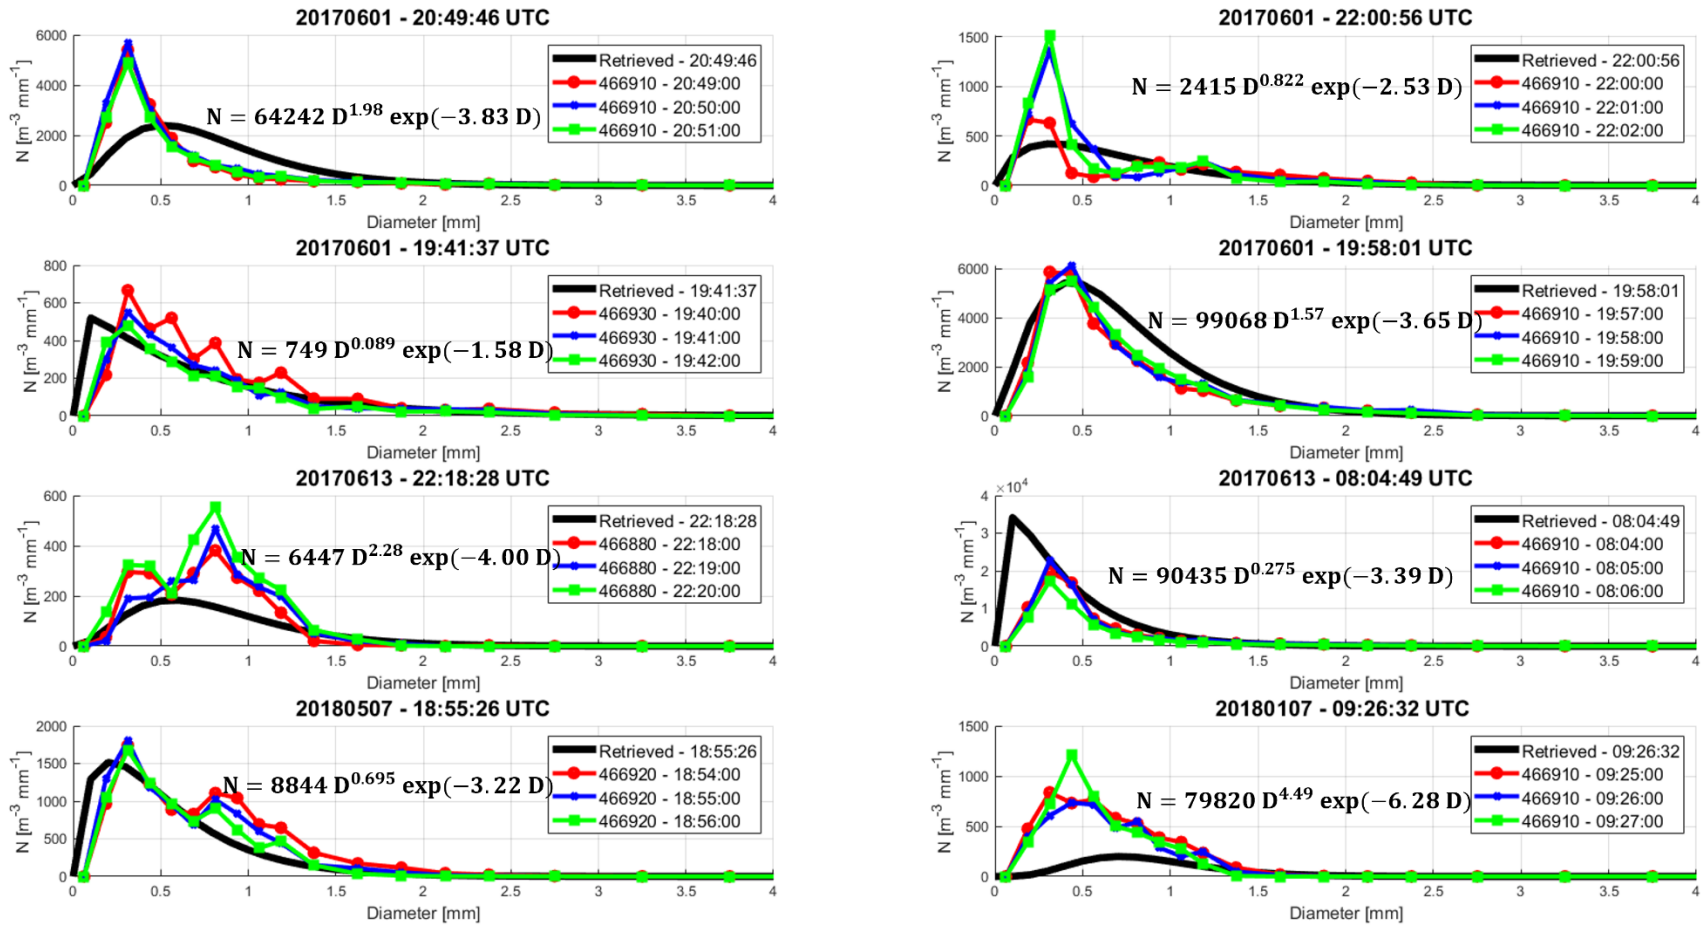 20170601 - 20:49:46 UTC
N [m⁻³ mm⁻¹]
6000
4000
2000
0
N = 64242 D^1.98 exp(−3.83 D)
Retrieved - 20:49:46
466910 - 20:49:00
466910 - 20:50:00
466910 - 20:51:00
0 0.5 1 1.5 2 2.5 3 3.5 4
Diameter [mm]
20170601 - 22:00:56 UTC
N [m⁻³ mm⁻¹]
1500
1000
500
0
N = 2415 D^0.822 exp(−2.53 D)
Retrieved - 22:00:56
466910 - 22:00:00
466910 - 22:01:00
466910 - 22:02:00
0 0.5 1 1.5 2 2.5 3 3.5 4
Diameter [mm]
20170601 - 19:41:37 UTC
N [m⁻³ mm⁻¹]
800
600
400
200
0
N = 749 D^0.089 exp(−1.58 D)
Retrieved - 19:41:37
466930 - 19:40:00
466930 - 19:41:00
466930 - 19:42:00
0 0.5 1 1.5 2 2.5 3 3.5 4
Diameter [mm]
20170601 - 19:58:01 UTC
N [m⁻³ mm⁻¹]
6000
4000
2000
0
N = 99068 D^1.57 exp(−3.65 D)
Retrieved - 19:58:01
466910 - 19:57:00
466910 - 19:58:00
466910 - 19:59:00
0 0.5 1 1.5 2 2.5 3 3.5 4
Diameter [mm]
20170613 - 22:18:28 UTC
N [m⁻³ mm⁻¹]
600
400
200
0
N = 6447 D^2.28 exp(−4.00 D)
Retrieved - 22:18:28
466880 - 22:18:00
466880 - 22:19:00
466880 - 22:20:00
0 0.5 1 1.5 2 2.5 3 3.5 4
Diameter [mm]
20170613 - 08:04:49 UTC
N [m⁻³ mm⁻¹]
×10⁴
4
3
2
1
0
N = 90435 D^0.275 exp(−3.39 D)
Retrieved - 08:04:49
466910 - 08:04:00
466910 - 08:05:00
466910 - 08:06:00
0 0.5 1 1.5 2 2.5 3 3.5 4
Diameter [mm]
20180507 - 18:55:26 UTC
N [m⁻³ mm⁻¹]
2000
1500
1000
500
0
N = 8844 D^0.695 exp(−3.22 D)
Retrieved - 18:55:26
466920 - 18:54:00
466920 - 18:55:00
466920 - 18:56:00
0 0.5 1 1.5 2 2.5 3 3.5 4
Diameter [mm]
20180107 - 09:26:32 UTC
N [m⁻³ mm⁻¹]
1500
1000
500
0
N = 79820 D^4.49 exp(−6.28 D)
Retrieved - 09:26:32
466910 - 09:25:00
466910 - 09:26:00
466910 - 09:27:00
0 0.5 1 1.5 2 2.5 3 3.5 4
Diameter [mm]